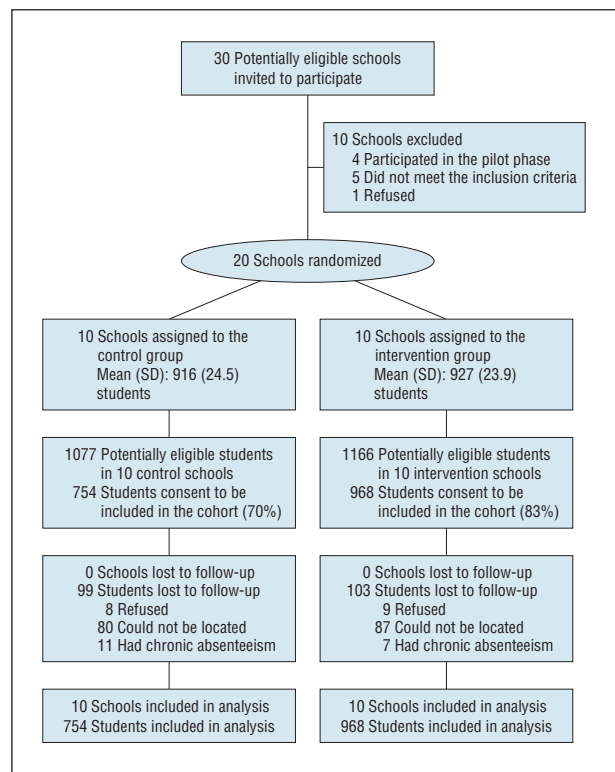 30 Potentially eligible schools
invited to participate
10 Schools excluded
4 Participated in the pilot phase
5 Did not meet the inclusion criteria
1 Refused
20 Schools randomized
10 Schools assigned to the
control group
Mean (SD): 916 (24.5)
students
10 Schools assigned to the
intervention group
Mean (SD): 927 (23.9)
students
1077 Potentially eligible students
in 10 control schools
754 Students consent to be
included in the cohort (70%)
1166 Potentially eligible students
in 10 intervention schools
968 Students consent to be
included in the cohort (83%)
0 Schools lost to follow-up
99 Students lost to follow-up
8 Refused
80 Could not be located
11 Had chronic absenteeism
0 Schools lost to follow-up
103 Students lost to follow-up
9 Refused
87 Could not be located
7 Had chronic absenteeism
10 Schools included in analysis
754 Students included in analysis
10 Schools included in analysis
968 Students included in analysis